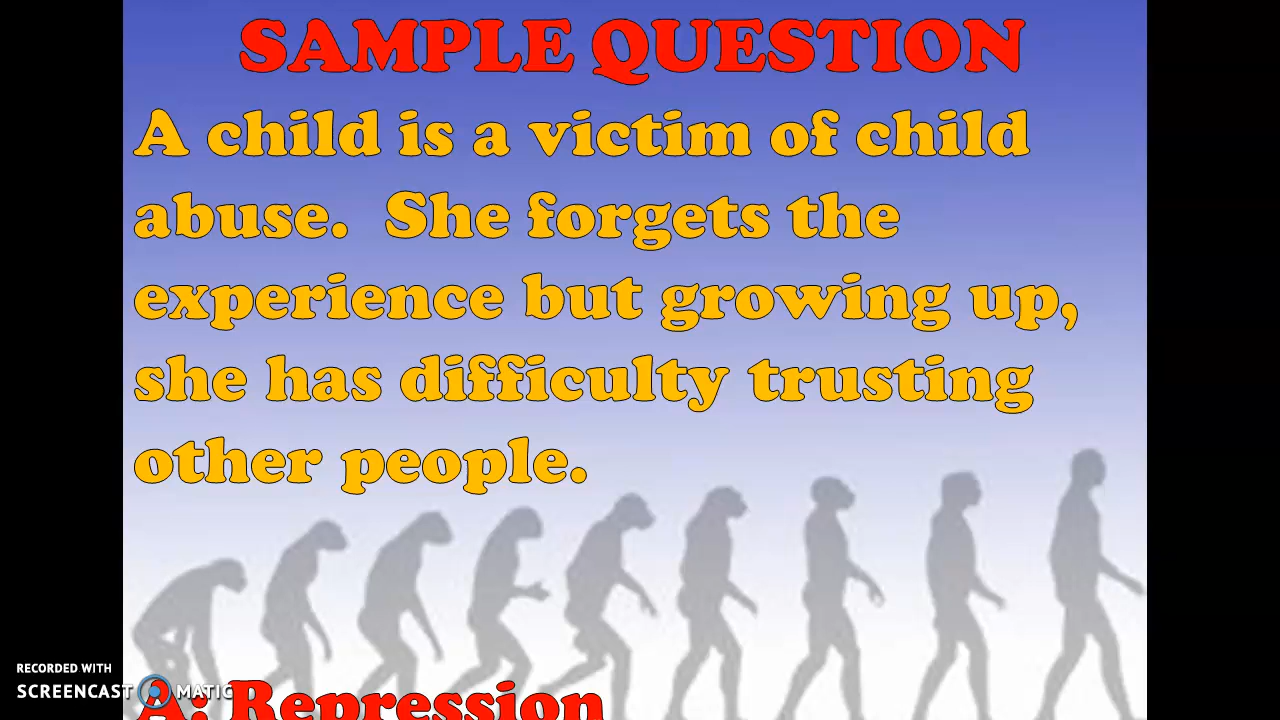 SAMPLE QUESTION
A child is a victim of child
abuse. She forgets the
experience but growing up,
she has difficulty trusting
other people.
RECORDED WITH
SCREENCAST MATIC
A: Repression